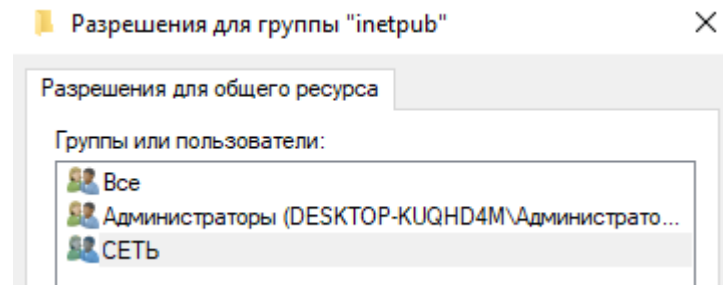 Разрешения для группы "inetpub"
Разрешения для общего ресурса
Группы или пользователи:
Все
Администраторы (DESKTOP-KUQHD4M\Администрато...
СЕТЬ